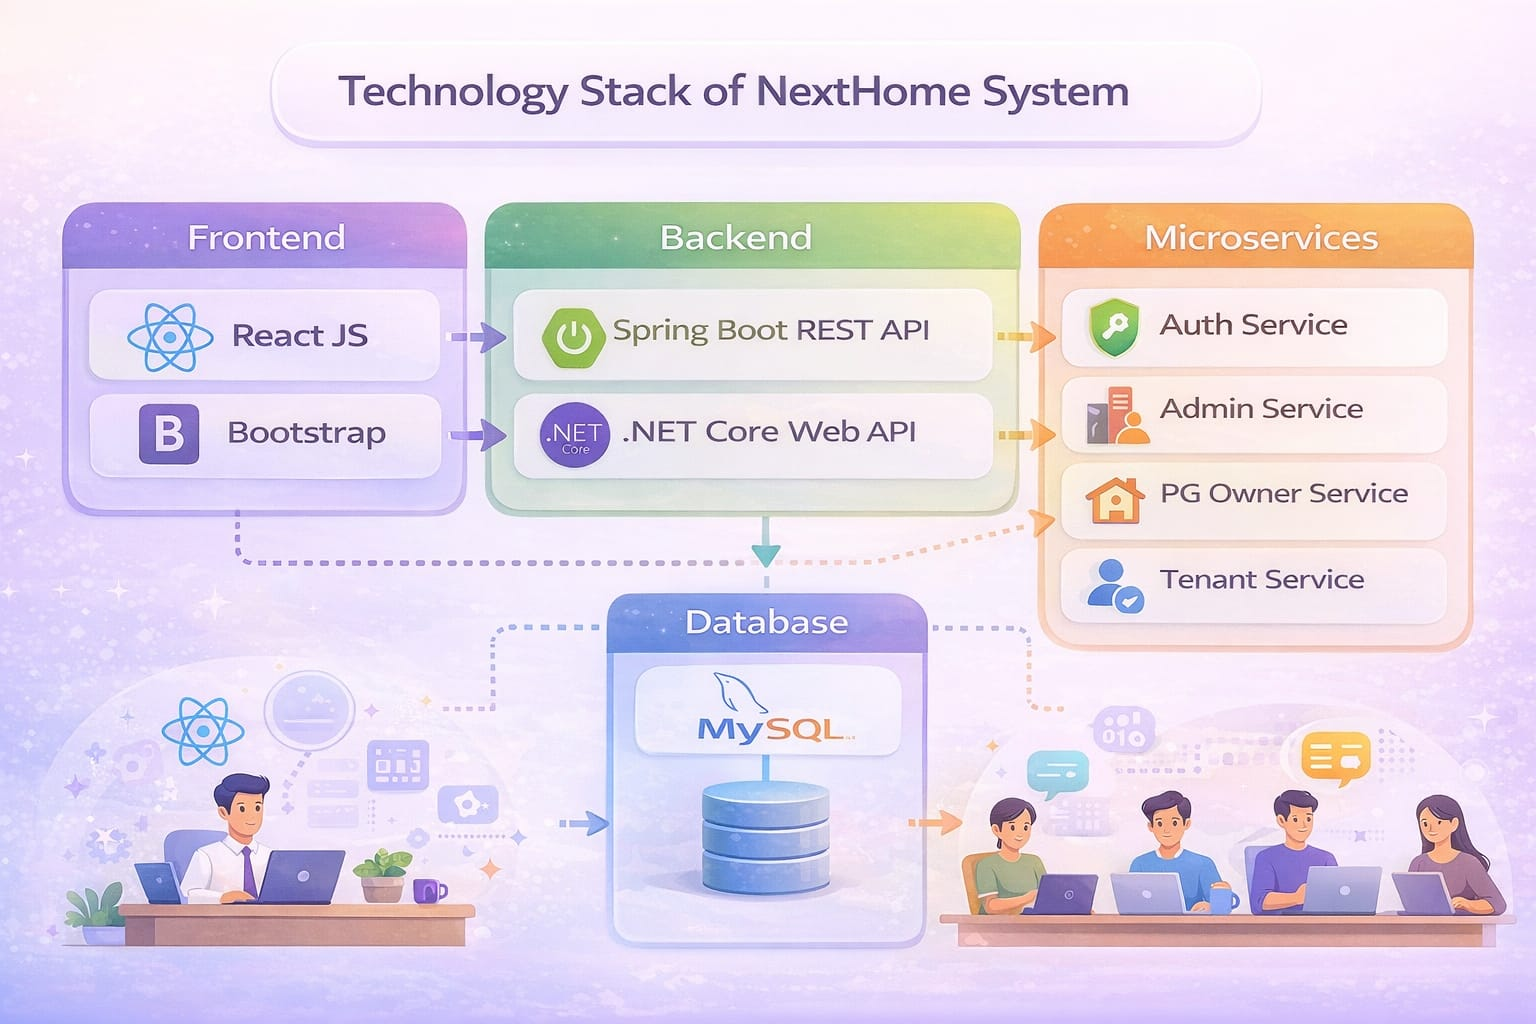 Technology Stack of NextHome System
Frontend
React JS
B Bootstrap
Backend
Spring Boot REST API
.NET Core .NET Core Web API
Microservices
Auth Service
Admin Service
PG Owner Service
Tenant Service
Database
MySQL
010